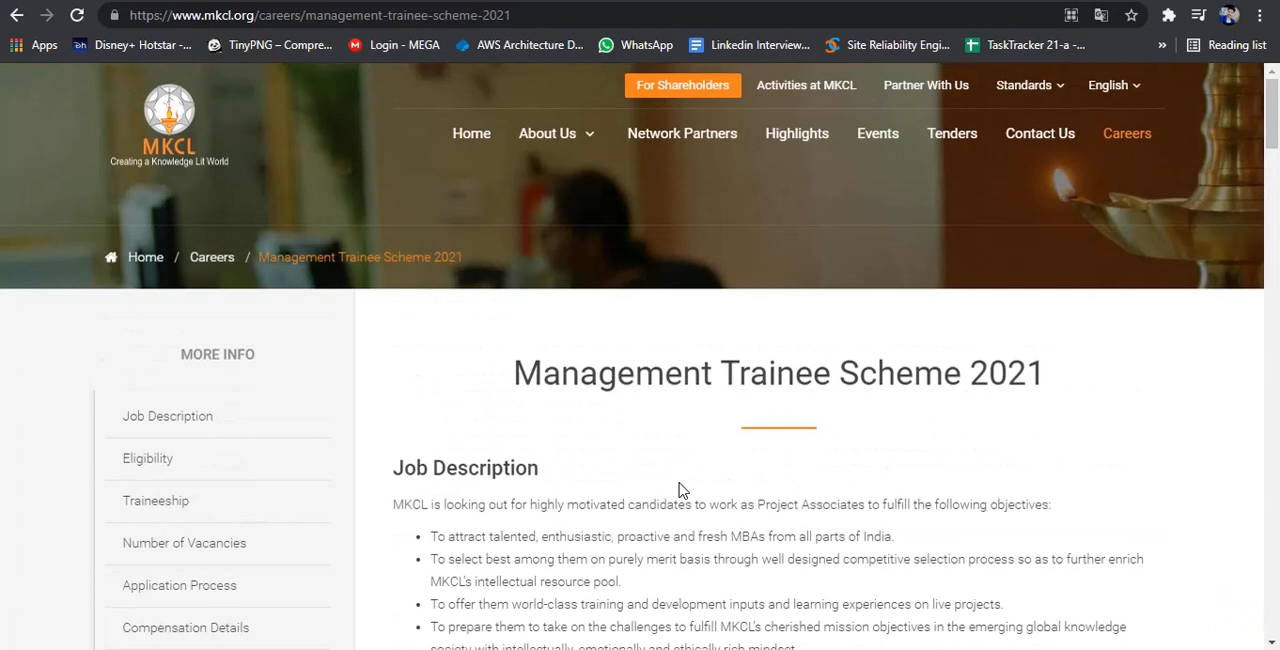 https://www.mkcl.org/careers/management-trainee-scheme-2021
Apps
Disney+ Hotstar -...
TinyPNG – Compre...
Login - MEGA
AWS Architecture D...
WhatsApp
Linkedin Interview...
Site Reliability Engi...
TaskTracker 21-a -...
»
Reading list
For Shareholders
Activities at MKCL
Partner With Us
Standards
English
MKCL
Creating a Knowledge Lit World
Home
About Us
Network Partners
Highlights
Events
Tenders
Contact Us
Careers
Home / Careers / Management Trainee Scheme 2021
MORE INFO
Job Description
Eligibility
Traineeship
Number of Vacancies
Application Process
Compensation Details
Management Trainee Scheme 2021
Job Description
MKCL is looking out for highly motivated candidates to work as Project Associates to fulfill the following objectives:
• To attract talented, enthusiastic, proactive and fresh MBAs from all parts of India.
• To select best among them on purely merit basis through well designed competitive selection process so as to further enrich
MKCL's intellectual resource pool.
• To offer them world-class training and development inputs and learning experiences on live projects.
• To prepare them to take on the challenges to fulfill MKCL's cherished mission objectives in the emerging global knowledge
society with intellectually, emotionally and ethically rich mindset.